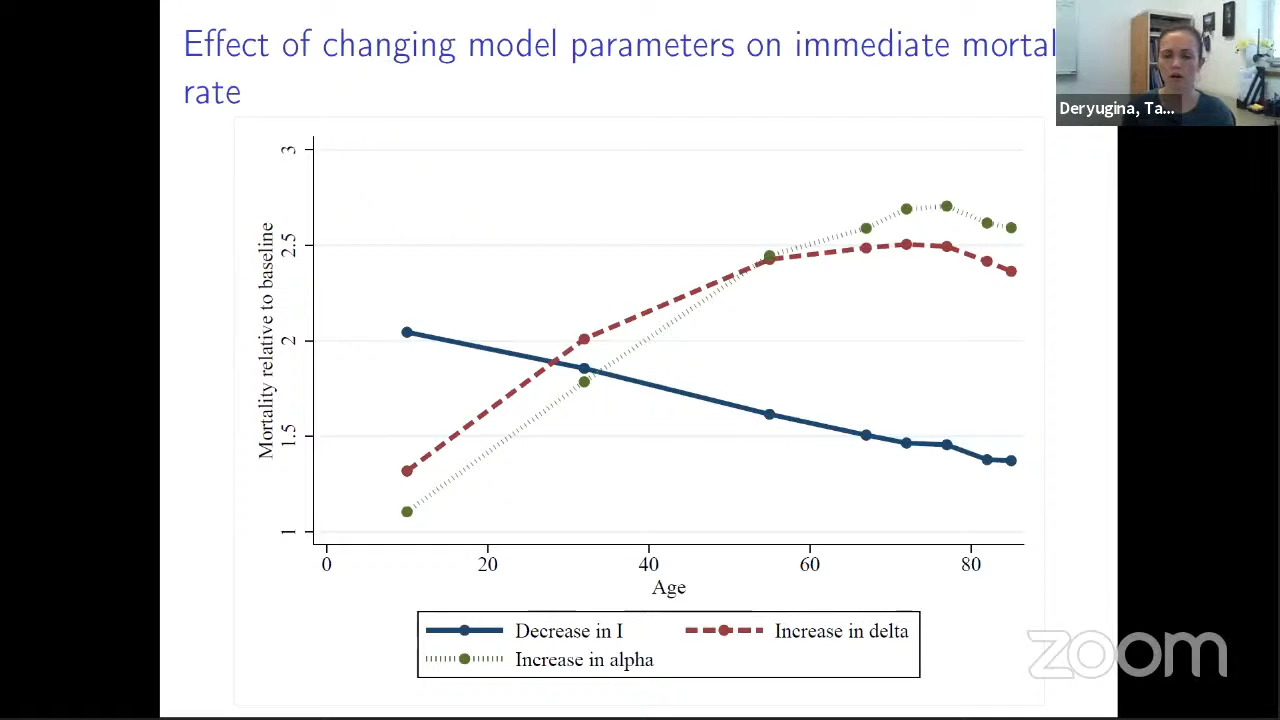 Effect of changing model parameters on immediate mortal
rate
Deryugina, Ta...
Mortality relative to baseline
3
2.5
2
1.5
1
0 20 40 60 80
Age
Decrease in I Increase in delta
Increase in alpha
zoom